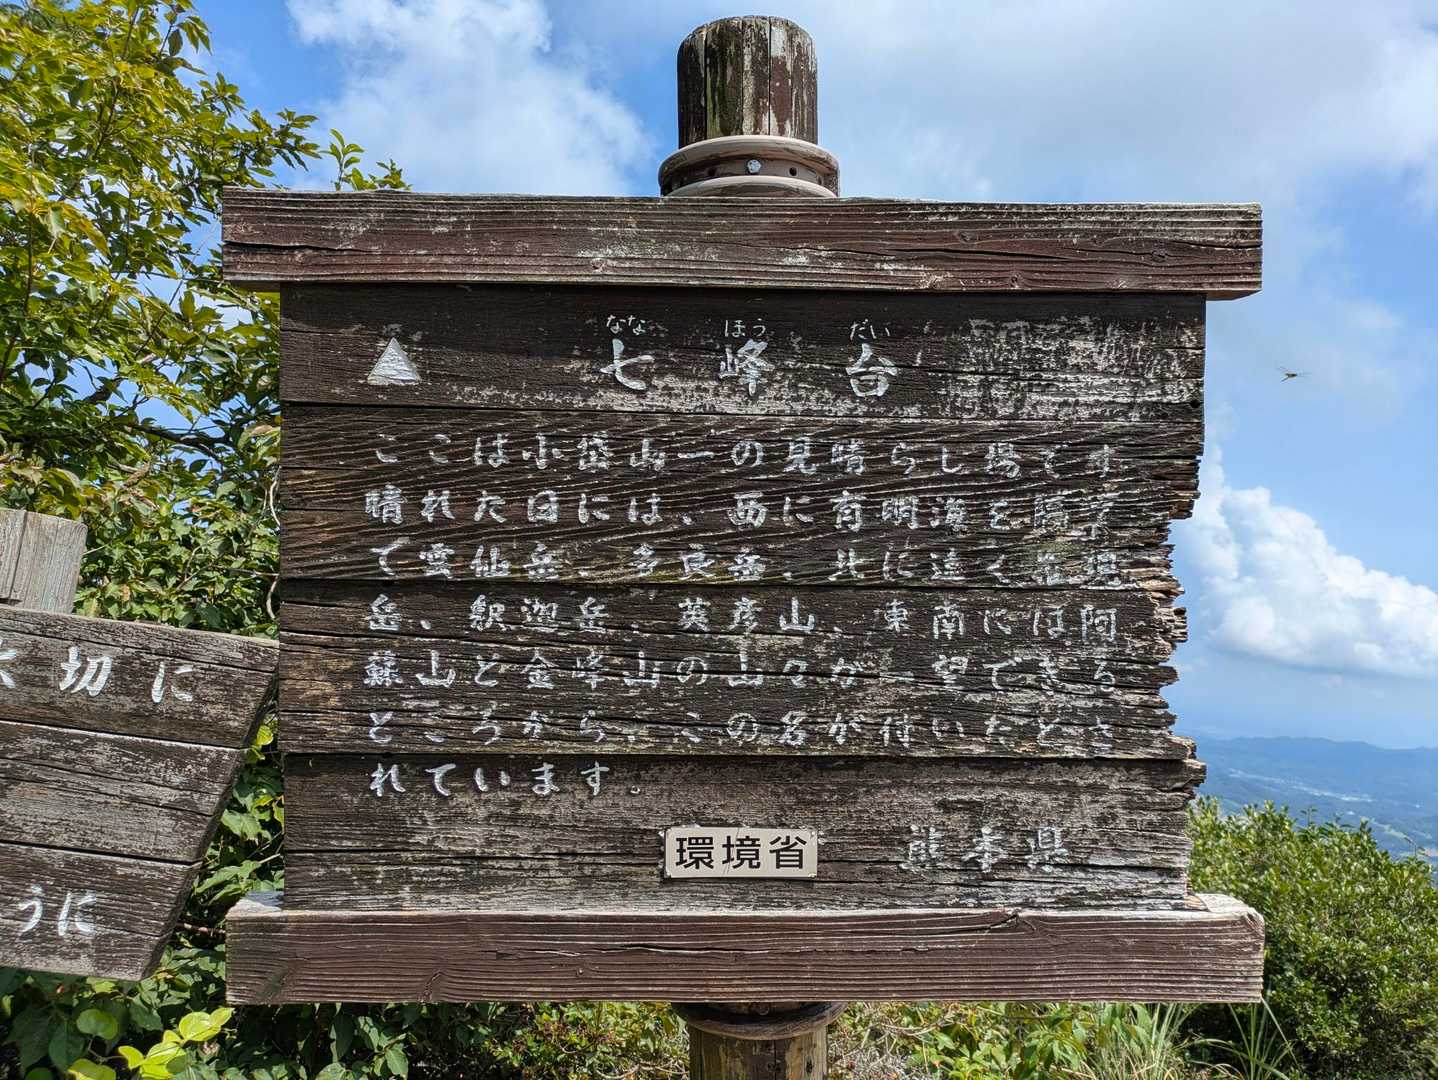 なな ほう だい
七峰台
ここは小岱山一の見晴らし場です
晴れた日には、西に有明海を隔
て雲仙岳、多良岳、北に遠く
岳、釈迦岳、英彦山、東南には阿
蘇山と金峰山の山々が一望できる
ところから、この名が付いたとさ
れています。
環境省 熊本県
切に
うに